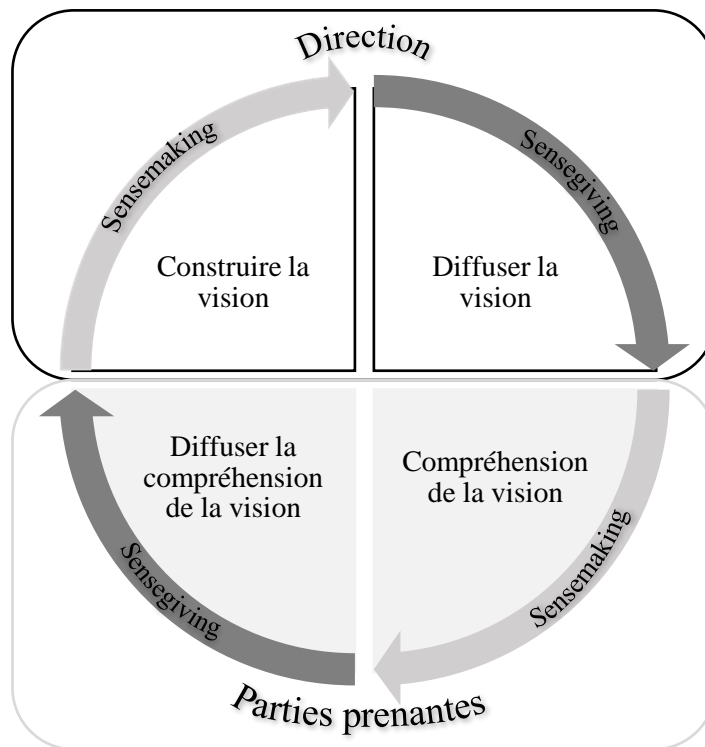 Direction
Sensemaking
Sensegiving
Construire la
vision
Diffuser la
vision
Diffuser la
compréhension
de la vision
Compréhension
de la vision
Sensegiving
Sensemaking
Parties prenantes